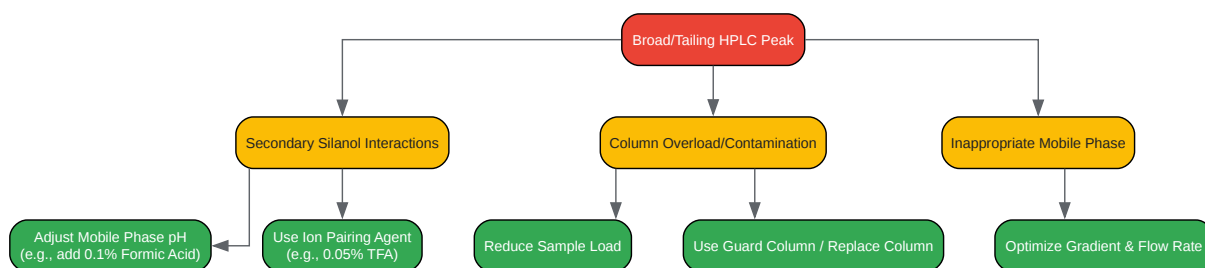 Broad/Tailing HPLC Peak
Secondary Silanol Interactions
Column Overload/Contamination
Inappropriate Mobile Phase
Adjust Mobile Phase pH
(e.g., add 0.1% Formic Acid)
Use Ion Pairing Agent
(e.g., 0.05% TFA)
Reduce Sample Load
Use Guard Column / Replace Column
Optimize Gradient & Flow Rate